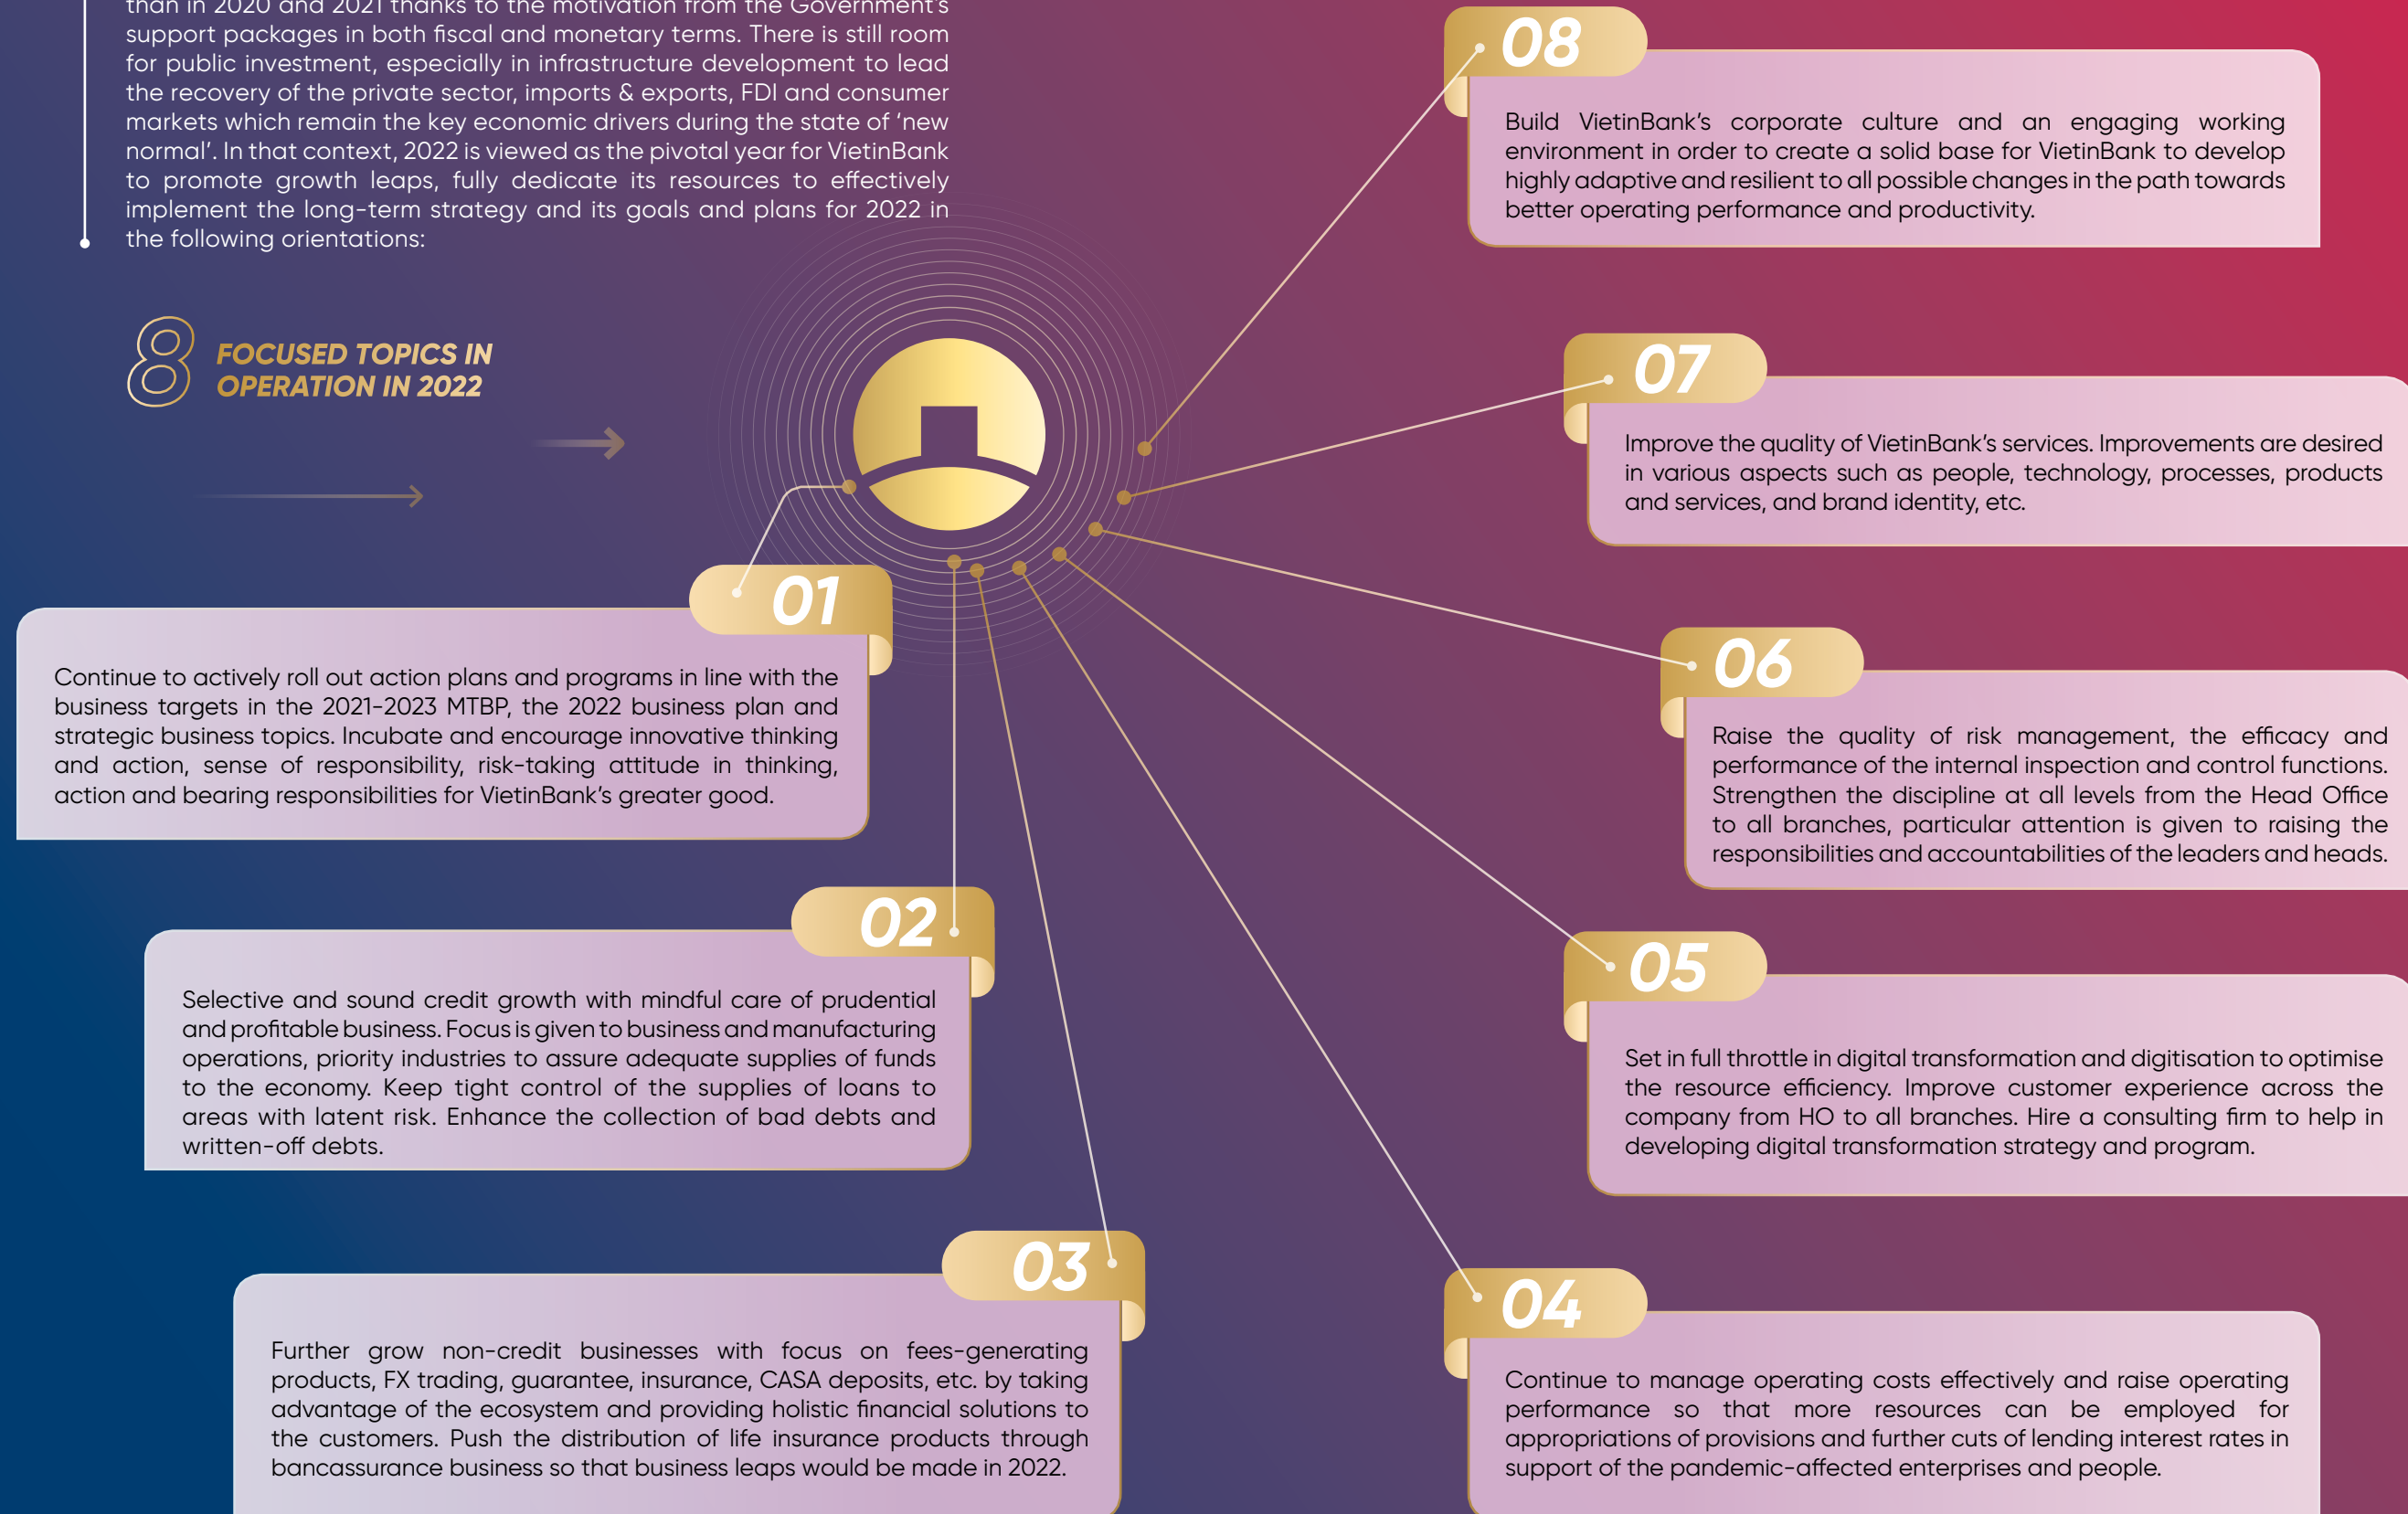 than in 2020 and 2021 thanks to the motivation from the Government's
support packages in both fiscal and monetary terms. There is still room
for public investment, especially in infrastructure development to lead
the recovery of the private sector, imports & exports, FDI and consumer
markets which remain the key economic drivers during the state of ‘new
normal’. In that context, 2022 is viewed as the pivotal year for VietinBank
to promote growth leaps, fully dedicate its resources to effectively
implement the long-term strategy and its goals and plans for 2022 in
the following orientations:
8 FOCUSED TOPICS IN
OPERATION IN 2022
01
Continue to actively roll out action plans and programs in line with the
business targets in the 2021-2023 MTBP, the 2022 business plan and
strategic business topics. Incubate and encourage innovative thinking
and action, sense of responsibility, risk-taking attitude in thinking,
action and bearing responsibilities for VietinBank’s greater good.
02
Selective and sound credit growth with mindful care of prudential
and profitable business. Focus is given to business and manufacturing
operations, priority industries to assure adequate supplies of funds
to the economy. Keep tight control of the supplies of loans to
areas with latent risk. Enhance the collection of bad debts and
written-off debts.
03
Further grow non-credit businesses with focus on fees-generating
products, FX trading, guarantee, insurance, CASA deposits, etc. by taking
advantage of the ecosystem and providing holistic financial solutions to
the customers. Push the distribution of life insurance products through
bancassurance business so that business leaps would be made in 2022.
04
Continue to manage operating costs effectively and raise operating
performance so that more resources can be employed for
appropriations of provisions and further cuts of lending interest rates in
support of the pandemic-affected enterprises and people.
05
Set in full throttle in digital transformation and digitisation to optimise
the resource efficiency. Improve customer experience across the
company from HO to all branches. Hire a consulting firm to help in
developing digital transformation strategy and program.
06
Raise the quality of risk management, the efficacy and
performance of the internal inspection and control functions.
Strengthen the discipline at all levels from the Head Office
to all branches, particular attention is given to raising the
responsibilities and accountabilities of the leaders and heads.
07
Improve the quality of VietinBank’s services. Improvements are desired
in various aspects such as people, technology, processes, products
and services, and brand identity, etc.
08
Build VietinBank’s corporate culture and an engaging working
environment in order to create a solid base for VietinBank to develop
highly adaptive and resilient to all possible changes in the path towards
better operating performance and productivity.